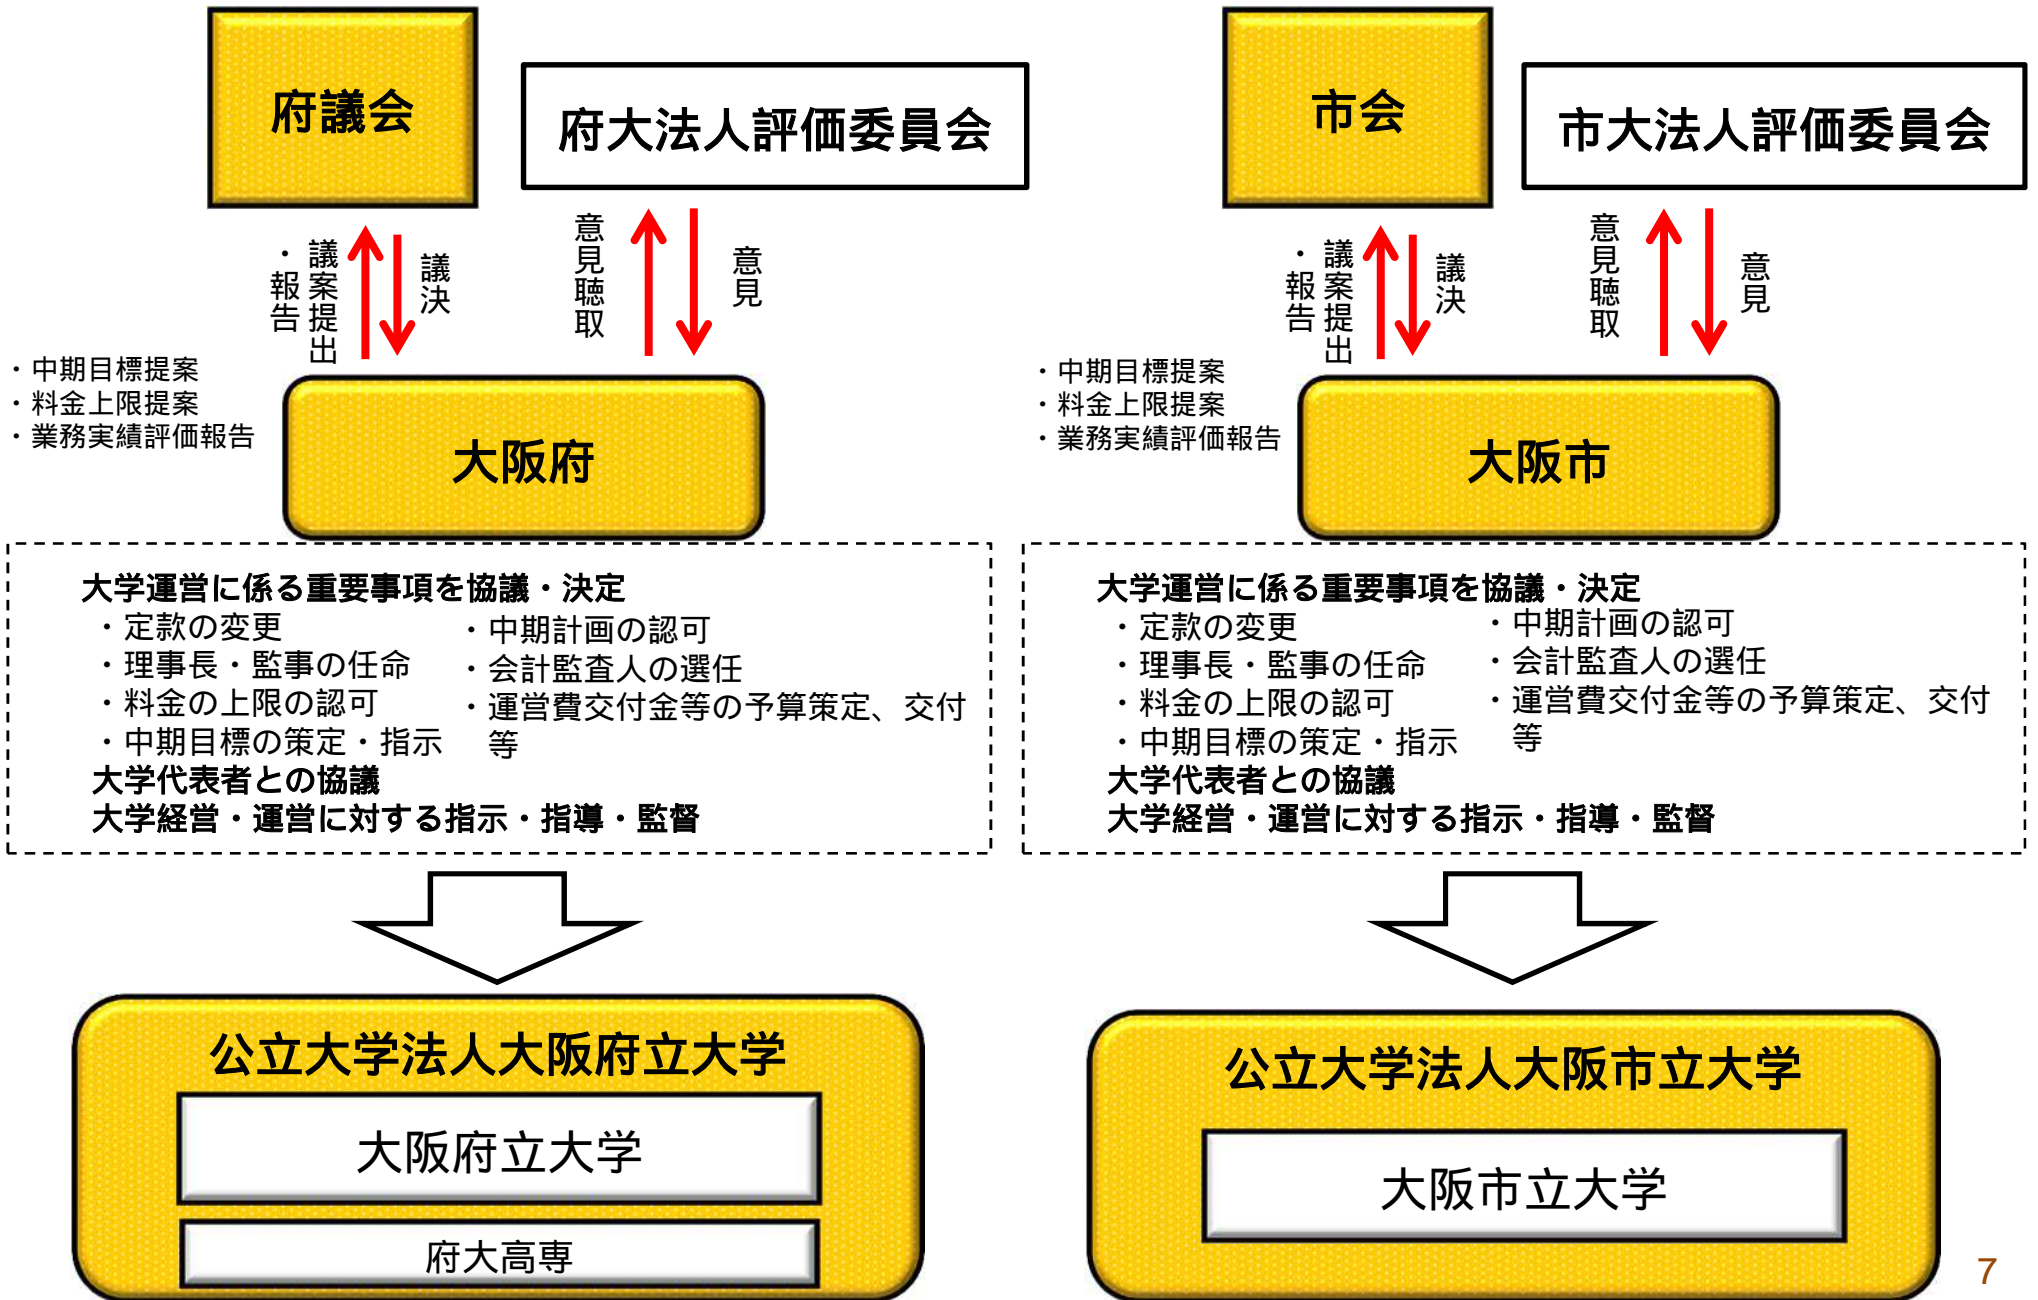 府議会
府大法人評価委員会
議案提出
・報告
議決
意見聴取
意見
・中期目標提案
・料金上限提案
・業務実績評価報告
大阪府
大学運営に係る重要事項を協議・決定
・定款の変更
・理事長・監事の任命
・料金の上限の認可
・中期目標の策定・指示
・中期計画の認可
・会計監査人の選任
・運営費交付金等の予算策定、交付
等
大学代表者との協議
大学経営・運営に対する指示・指導・監督
公立大学法人大阪府立大学
大阪府立大学
府大高専
市会
市大法人評価委員会
議案提出
・報告
議決
意見聴取
意見
・中期目標提案
・料金上限提案
・業務実績評価報告
大阪市
大学運営に係る重要事項を協議・決定
・定款の変更
・理事長・監事の任命
・料金の上限の認可
・中期目標の策定・指示
・中期計画の認可
・会計監査人の選任
・運営費交付金等の予算策定、交付
等
大学代表者との協議
大学経営・運営に対する指示・指導・監督
公立大学法人大阪市立大学
大阪市立大学
7